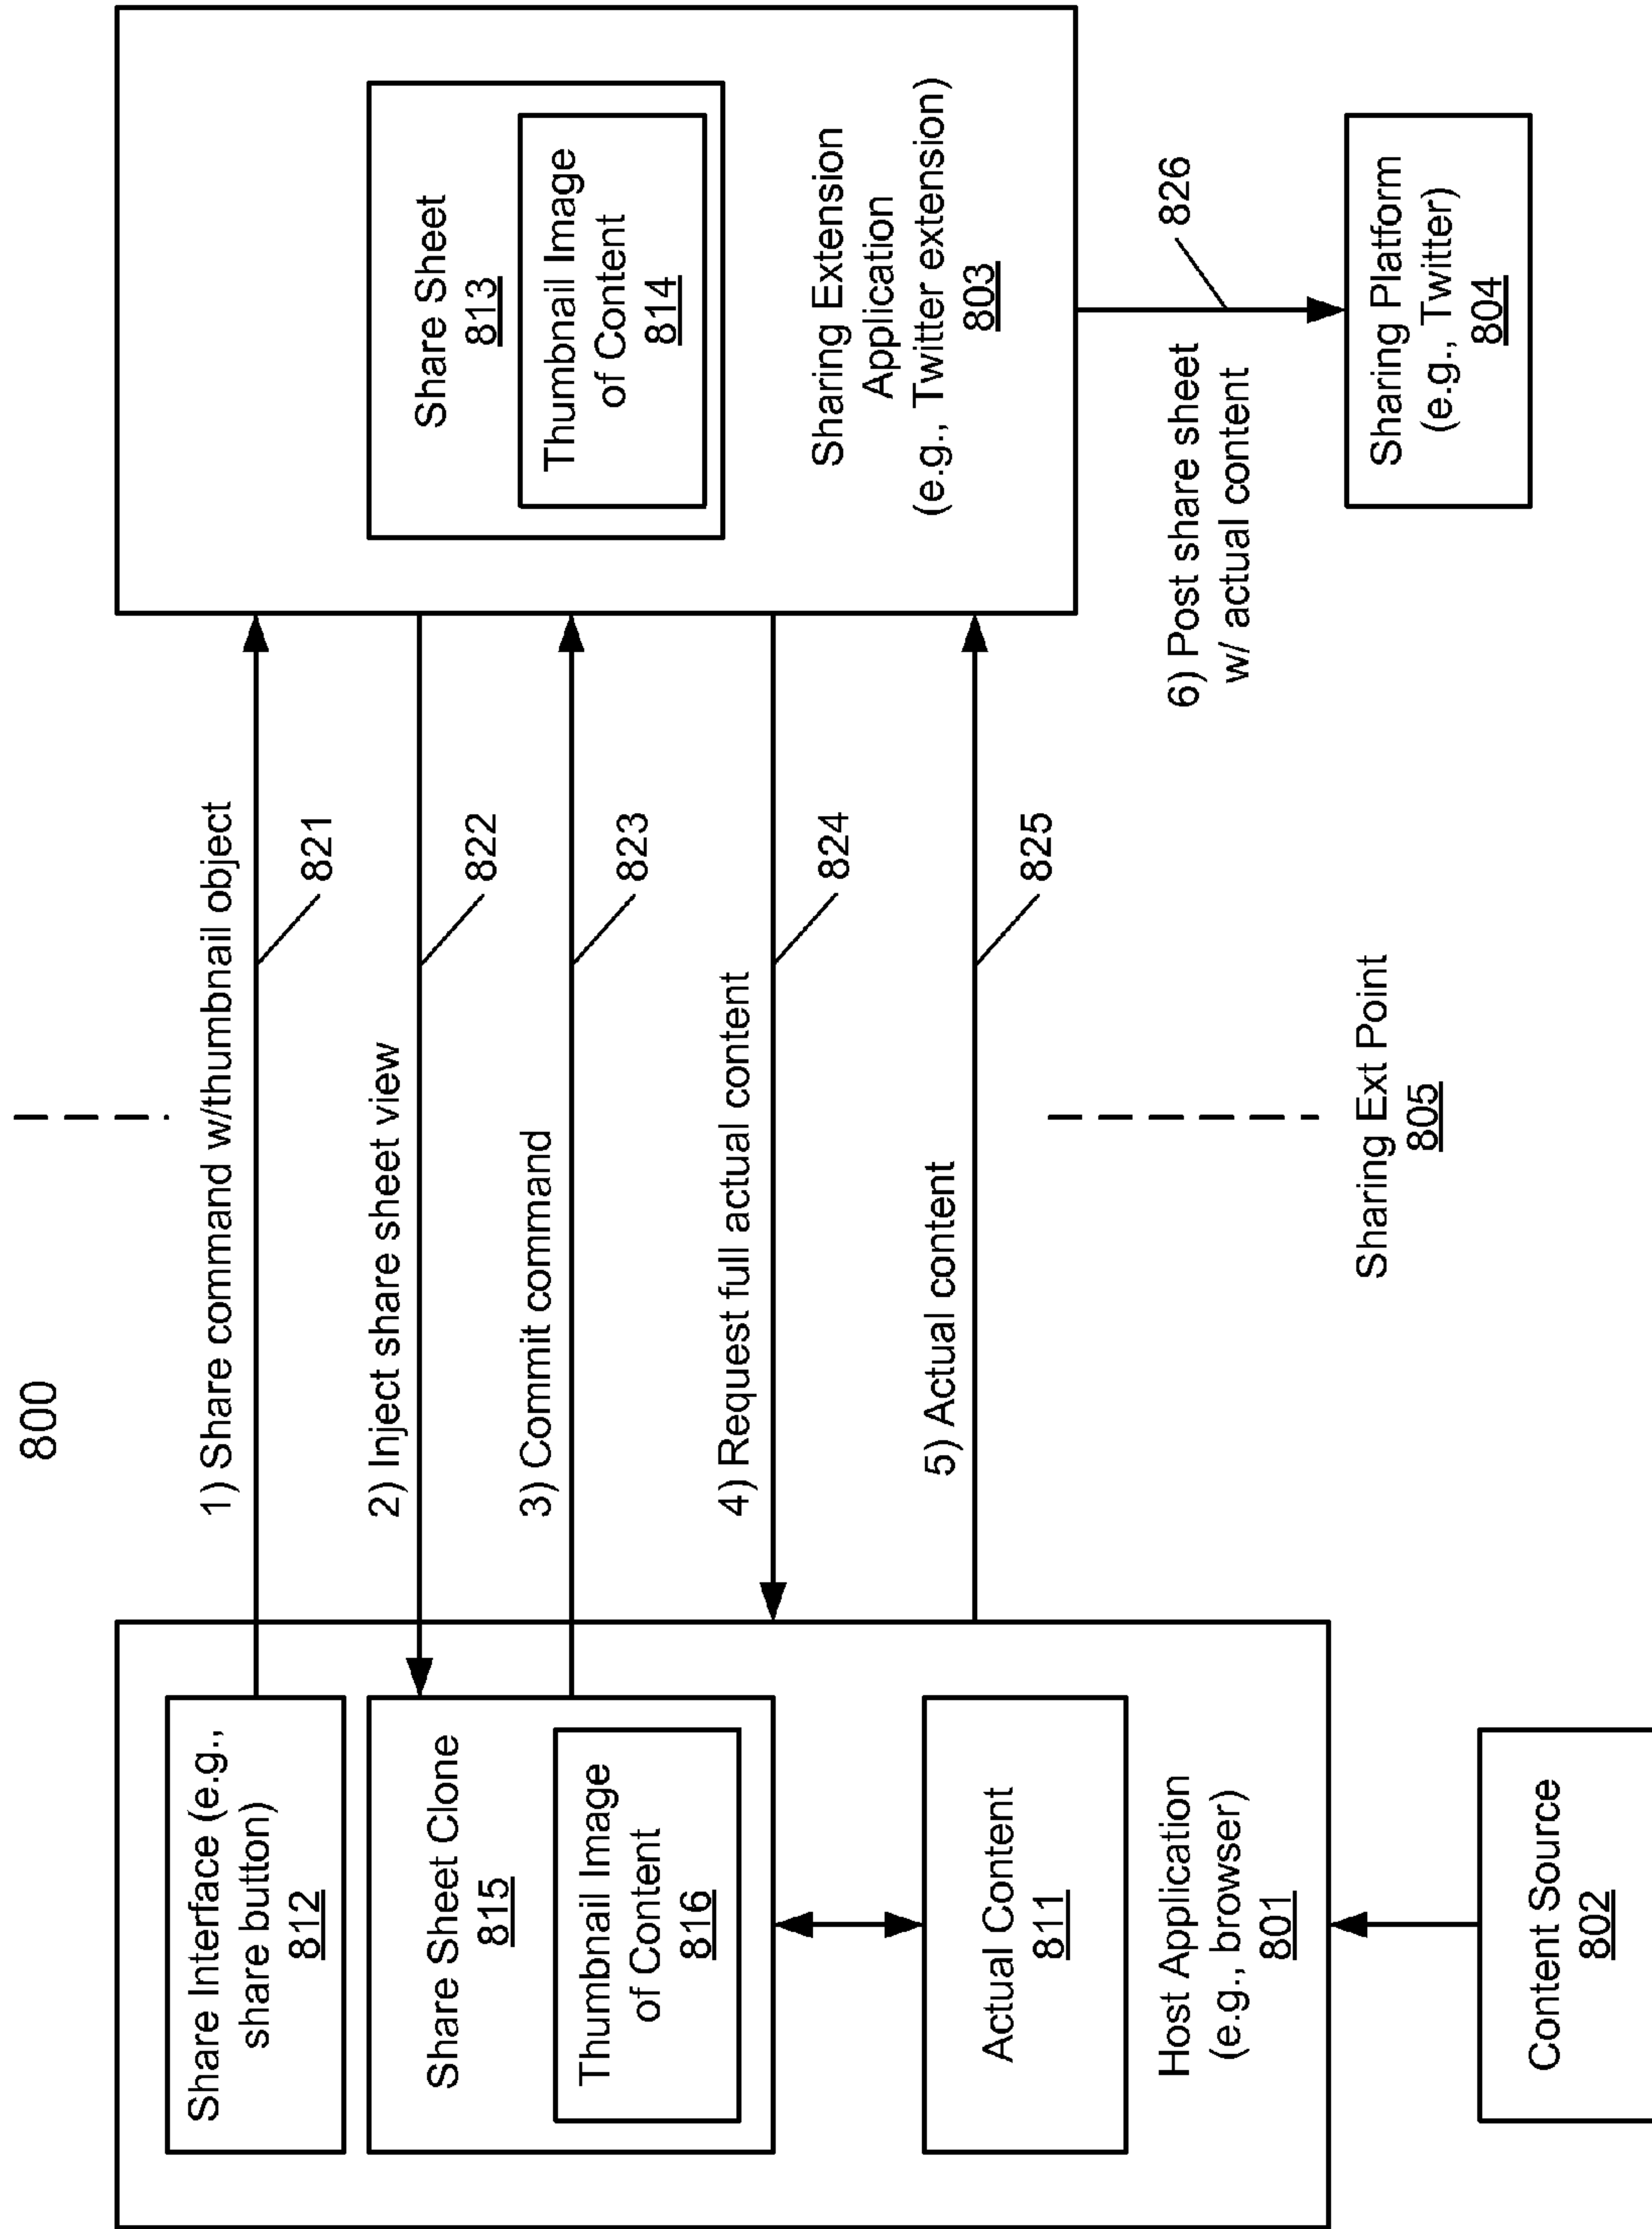 800
Share Interface (e.g.,
share button)
812
Share Sheet Clone
815
Thumbnail Image
of Content
816
Actual Content
811
Host Application
(e.g., browser)
801
Content Source
802
1) Share command w/thumbnail object
821
2) Inject share sheet view
822
3) Commit command
823
4) Request full actual content
824
5) Actual content
825
Sharing Ext Point
805
Share Sheet
813
Thumbnail Image
of Content
814
Sharing Extension
Application
(e.g., Twitter extension)
803
6) Post share sheet
w/ actual content
826
Sharing Platform
(e.g., Twitter)
804